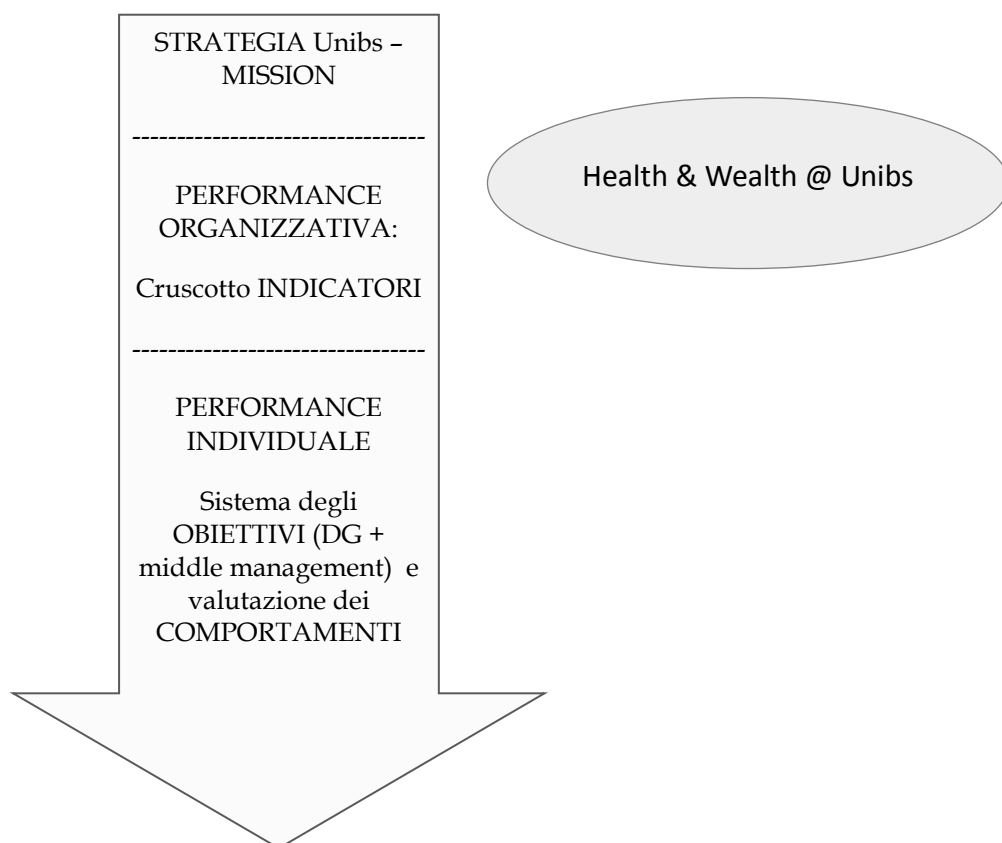 STRATEGIA Unibs –
MISSION
--------------------------------
PERFORMANCE
ORGANIZZATIVA:
Cruscotto INDICATORI
--------------------------------
PERFORMANCE
INDIVIDUALE
Sistema degli
OBIETTIVI (DG +
middle management)  e
valutazione dei
COMPORTAMENTI
Health & Wealth @ Unibs